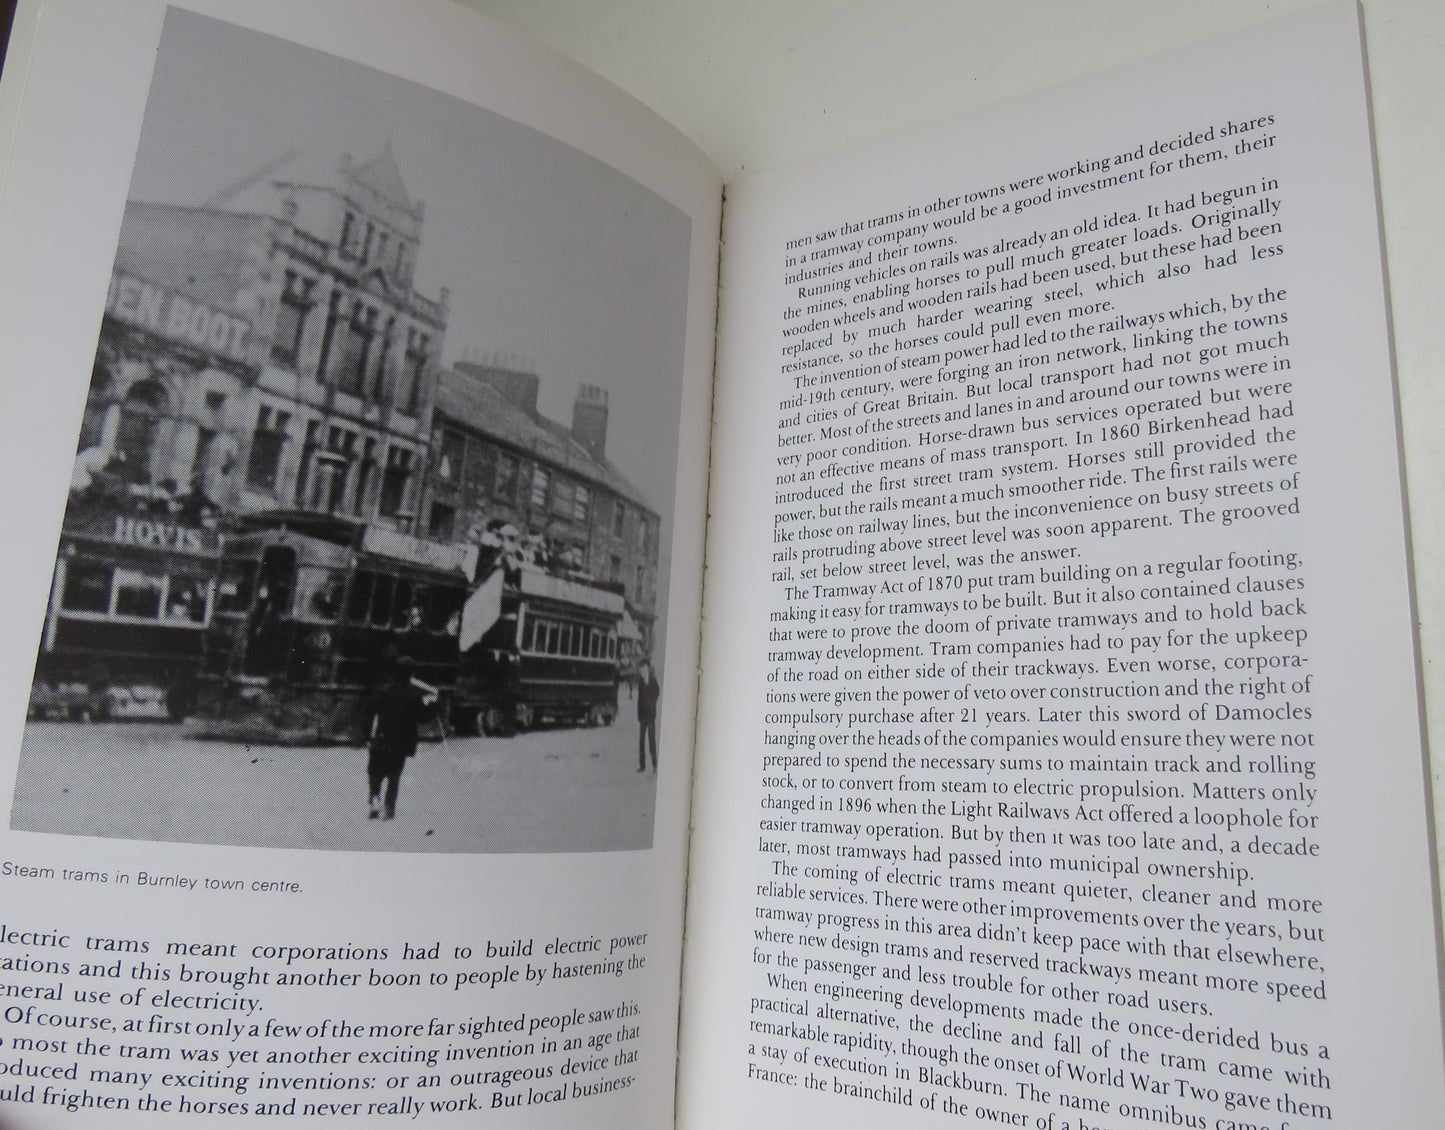 EN BOOT.
HOVIS
Steam trams in Burnley town centre.
lectric trams meant corporations had to build electric power
tations and this brought another boon to people by hastening the
eneral use of electricity.
Of course, at first only a few of the more far sighted people saw this.
o most the tram was yet another exciting invention in an age that
oduced many exciting inventions: or an outrageous device that
uld frighten the horses and never really work. But local business-
men saw that trams in other towns were working and decided shares
in a tramway company would be a good investment for them, their
industries and their towns.
Running vehicles on rails was already an old idea. It had begun in
the mines, enabling horses to pull much greater loads. Originally
wooden wheels and wooden rails had been used, but these had been
replaced by much harder wearing steel, which also had less
resistance, so the horses could pull even more.
The invention of steam power had led to the railways which, by the
mid-19th century, were forging an iron network, linking the towns
and cities of Great Britain. But local transport had not got much
better. Most of the streets and lanes in and around our towns were in
very poor condition. Horse-drawn bus services operated but were
not an effective means of mass transport. In 1860 Birkenhead had
introduced the first street tram system. Horses still provided the
power, but the rails meant a much smoother ride. The first rails were
like those on railway lines, but the inconvenience on busy streets of
rails protruding above street level was soon apparent. The grooved
rail, set below street level, was the answer.
The Tramway Act of 1870 put tram building on a regular footing,
making it easy for tramways to be built. But it also contained clauses
that were to prove the doom of private tramways and to hold back
tramway development. Tram companies had to pay for the upkeep
of the road on either side of their trackways. Even worse, corpora-
tions were given the power of veto over construction and the right of
compulsory purchase after 21 years. Later this sword of Damocles
hanging over the heads of the companies would ensure they were not
prepared to spend the necessary sums to maintain track and rolling
stock, or to convert from steam to electric propulsion. Matters only
changed in 1896 when the Light Railways Act offered a loophole for
easier tramway operation. But by then it was too late and, a decade
later, most tramways had passed into municipal ownership.
The coming of electric trams meant quieter, cleaner and more
reliable services. There were other improvements over the years, but
tramway progress in this area didn't keep pace with that elsewhere,
where new design trams and reserved trackways meant more speed
for the passenger and less trouble for other road users.
When engineering developments made the once-derided bus a
practical alternative, the decline and fall of the tram came with
remarkable rapidity, though the onset of World War Two gave them
a stay of execution in Blackburn. The name omnibus came
France: the brainchild of the owner of a